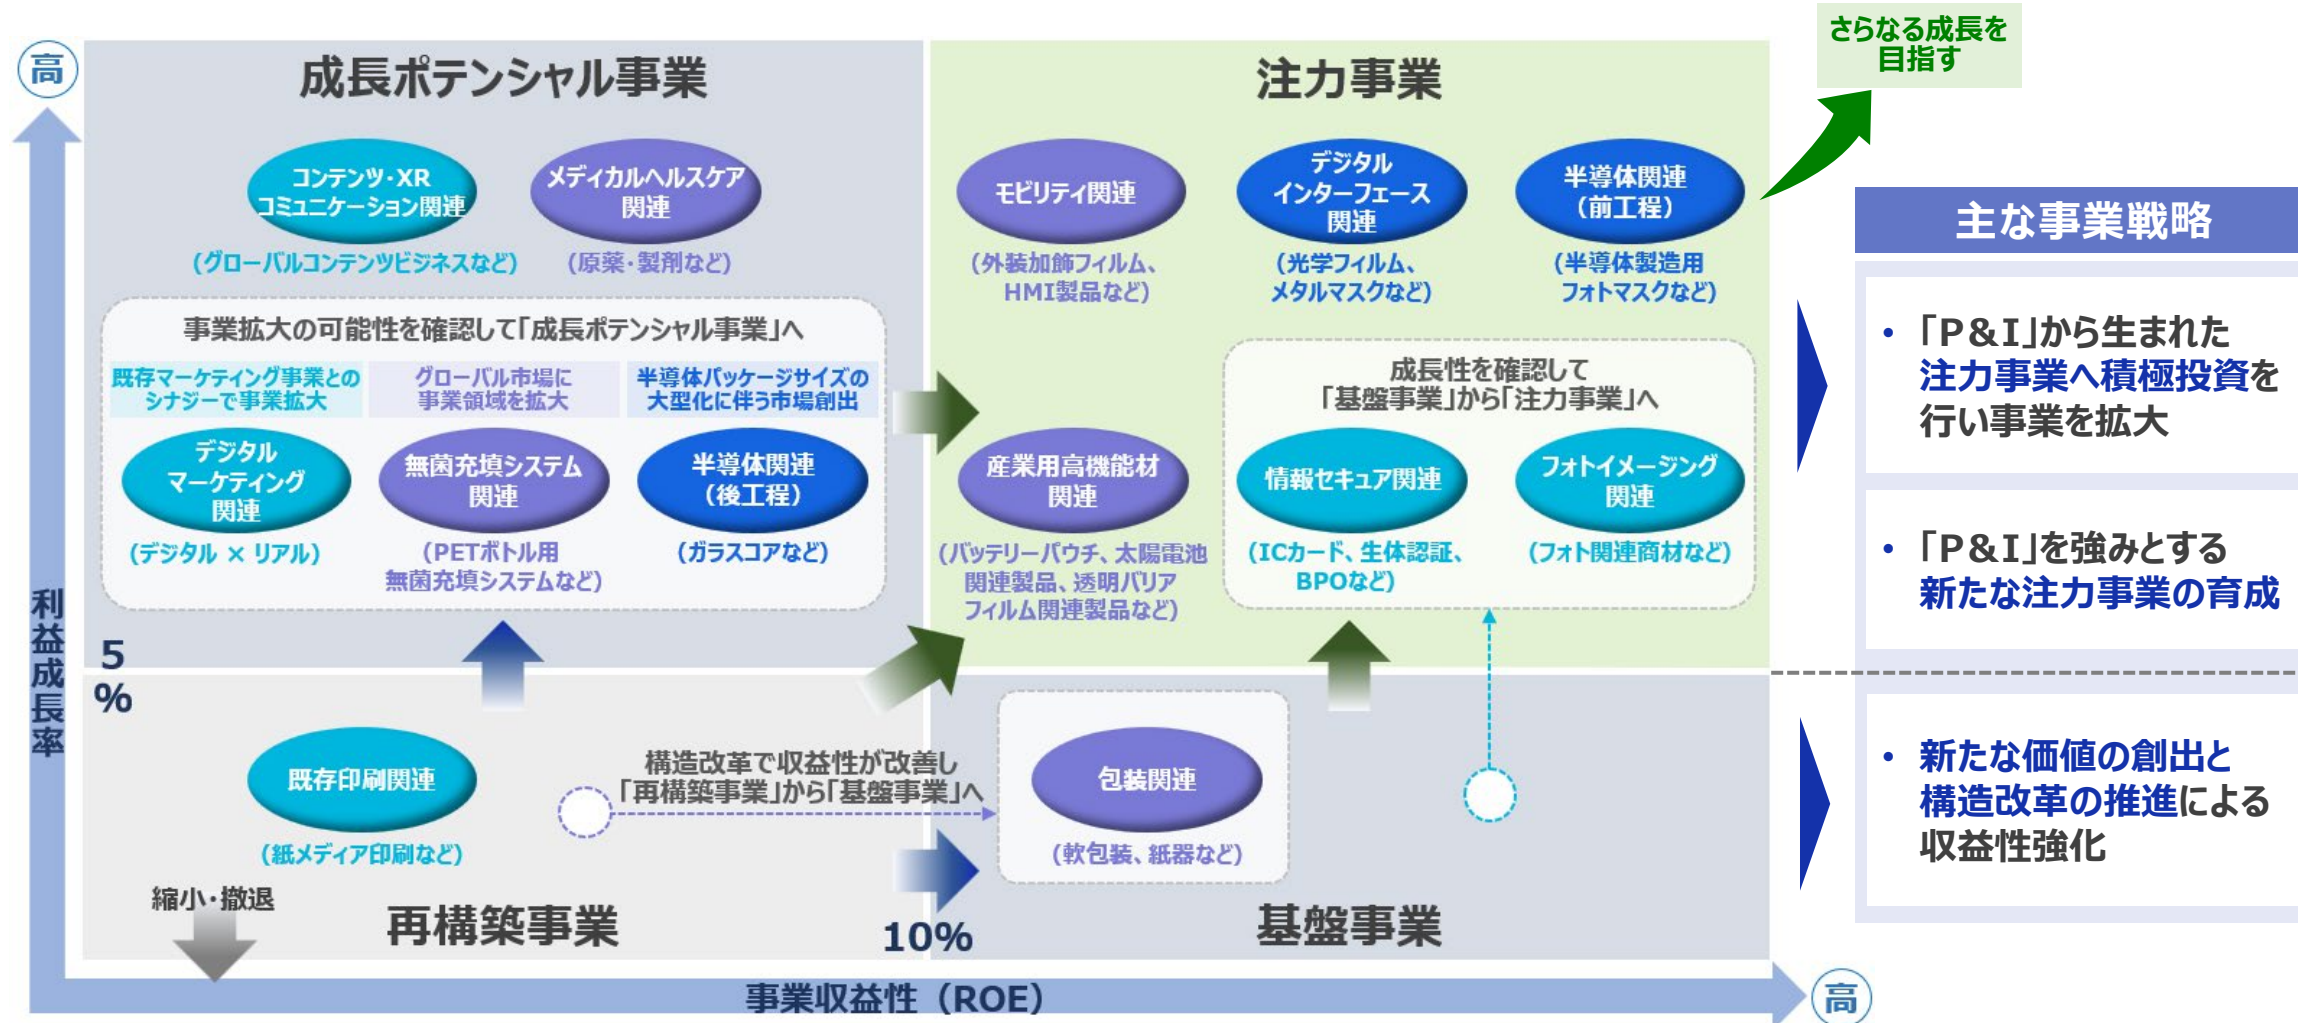 さらなる成長を
目指す
高
成長ポテンシャル事業
注力事業
コンテンツ・XR
コミュニケーション関連
(グローバルコンテンツビジネスなど)
メディカルヘルスケア
関連
(原薬・製剤など)
モビリティ関連
(外装加飾フィルム、
HMI製品など)
デジタル
インターフェース
関連
(光学フィルム、
メタルマスクなど)
半導体関連
(前工程)
(半導体製造用
フォトマスクなど)
事業拡大の可能性を確認して「成長ポテンシャル事業」へ
既存マーケティング事業との
シナジーで事業拡大
グローバル市場に
事業領域を拡大
半導体パッケージサイズの
大型化に伴う市場創出
デジタル
マーケティング
関連
(デジタル × リアル)
無菌充填システム
関連
(PETボトル用
無菌充填システムなど)
半導体関連
(後工程)
(ガラスコアなど)
産業用高機能材
関連
(バッテリーパウチ、太陽電池
関連製品、透明バリア
フィルム関連製品など)
成長性を確認して
「基盤事業」から「注力事業」へ
情報セキュア関連
(ICカード、生体認証、
BPOなど)
フォトイメージング
関連
(フォト関連商材など)
利益成長率
5
%
既存印刷関連
(紙メディア印刷など)
構造改革で収益性が改善し
「再構築事業」から「基盤事業」へ
包装関連
(軟包装、紙器など)
縮小・撤退
再構築事業
10%
基盤事業
事業収益性（ROE）
高
主な事業戦略
・「P&I」から生まれた
注力事業へ積極投資を
行い事業を拡大
・「P&I」を強みとする
新たな注力事業の育成
・新たな価値の創出と
構造改革の推進による
収益性強化